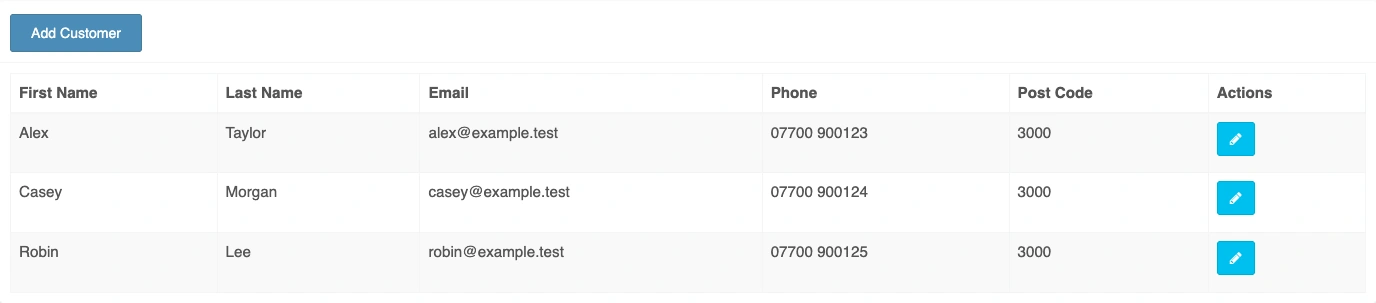 Add Customer
First Name Last Name Email Phone Post Code Actions
Alex Taylor alex@example.test 07700 900123 3000
Casey Morgan casey@example.test 07700 900124 3000
Robin Lee robin@example.test 07700 900125 3000